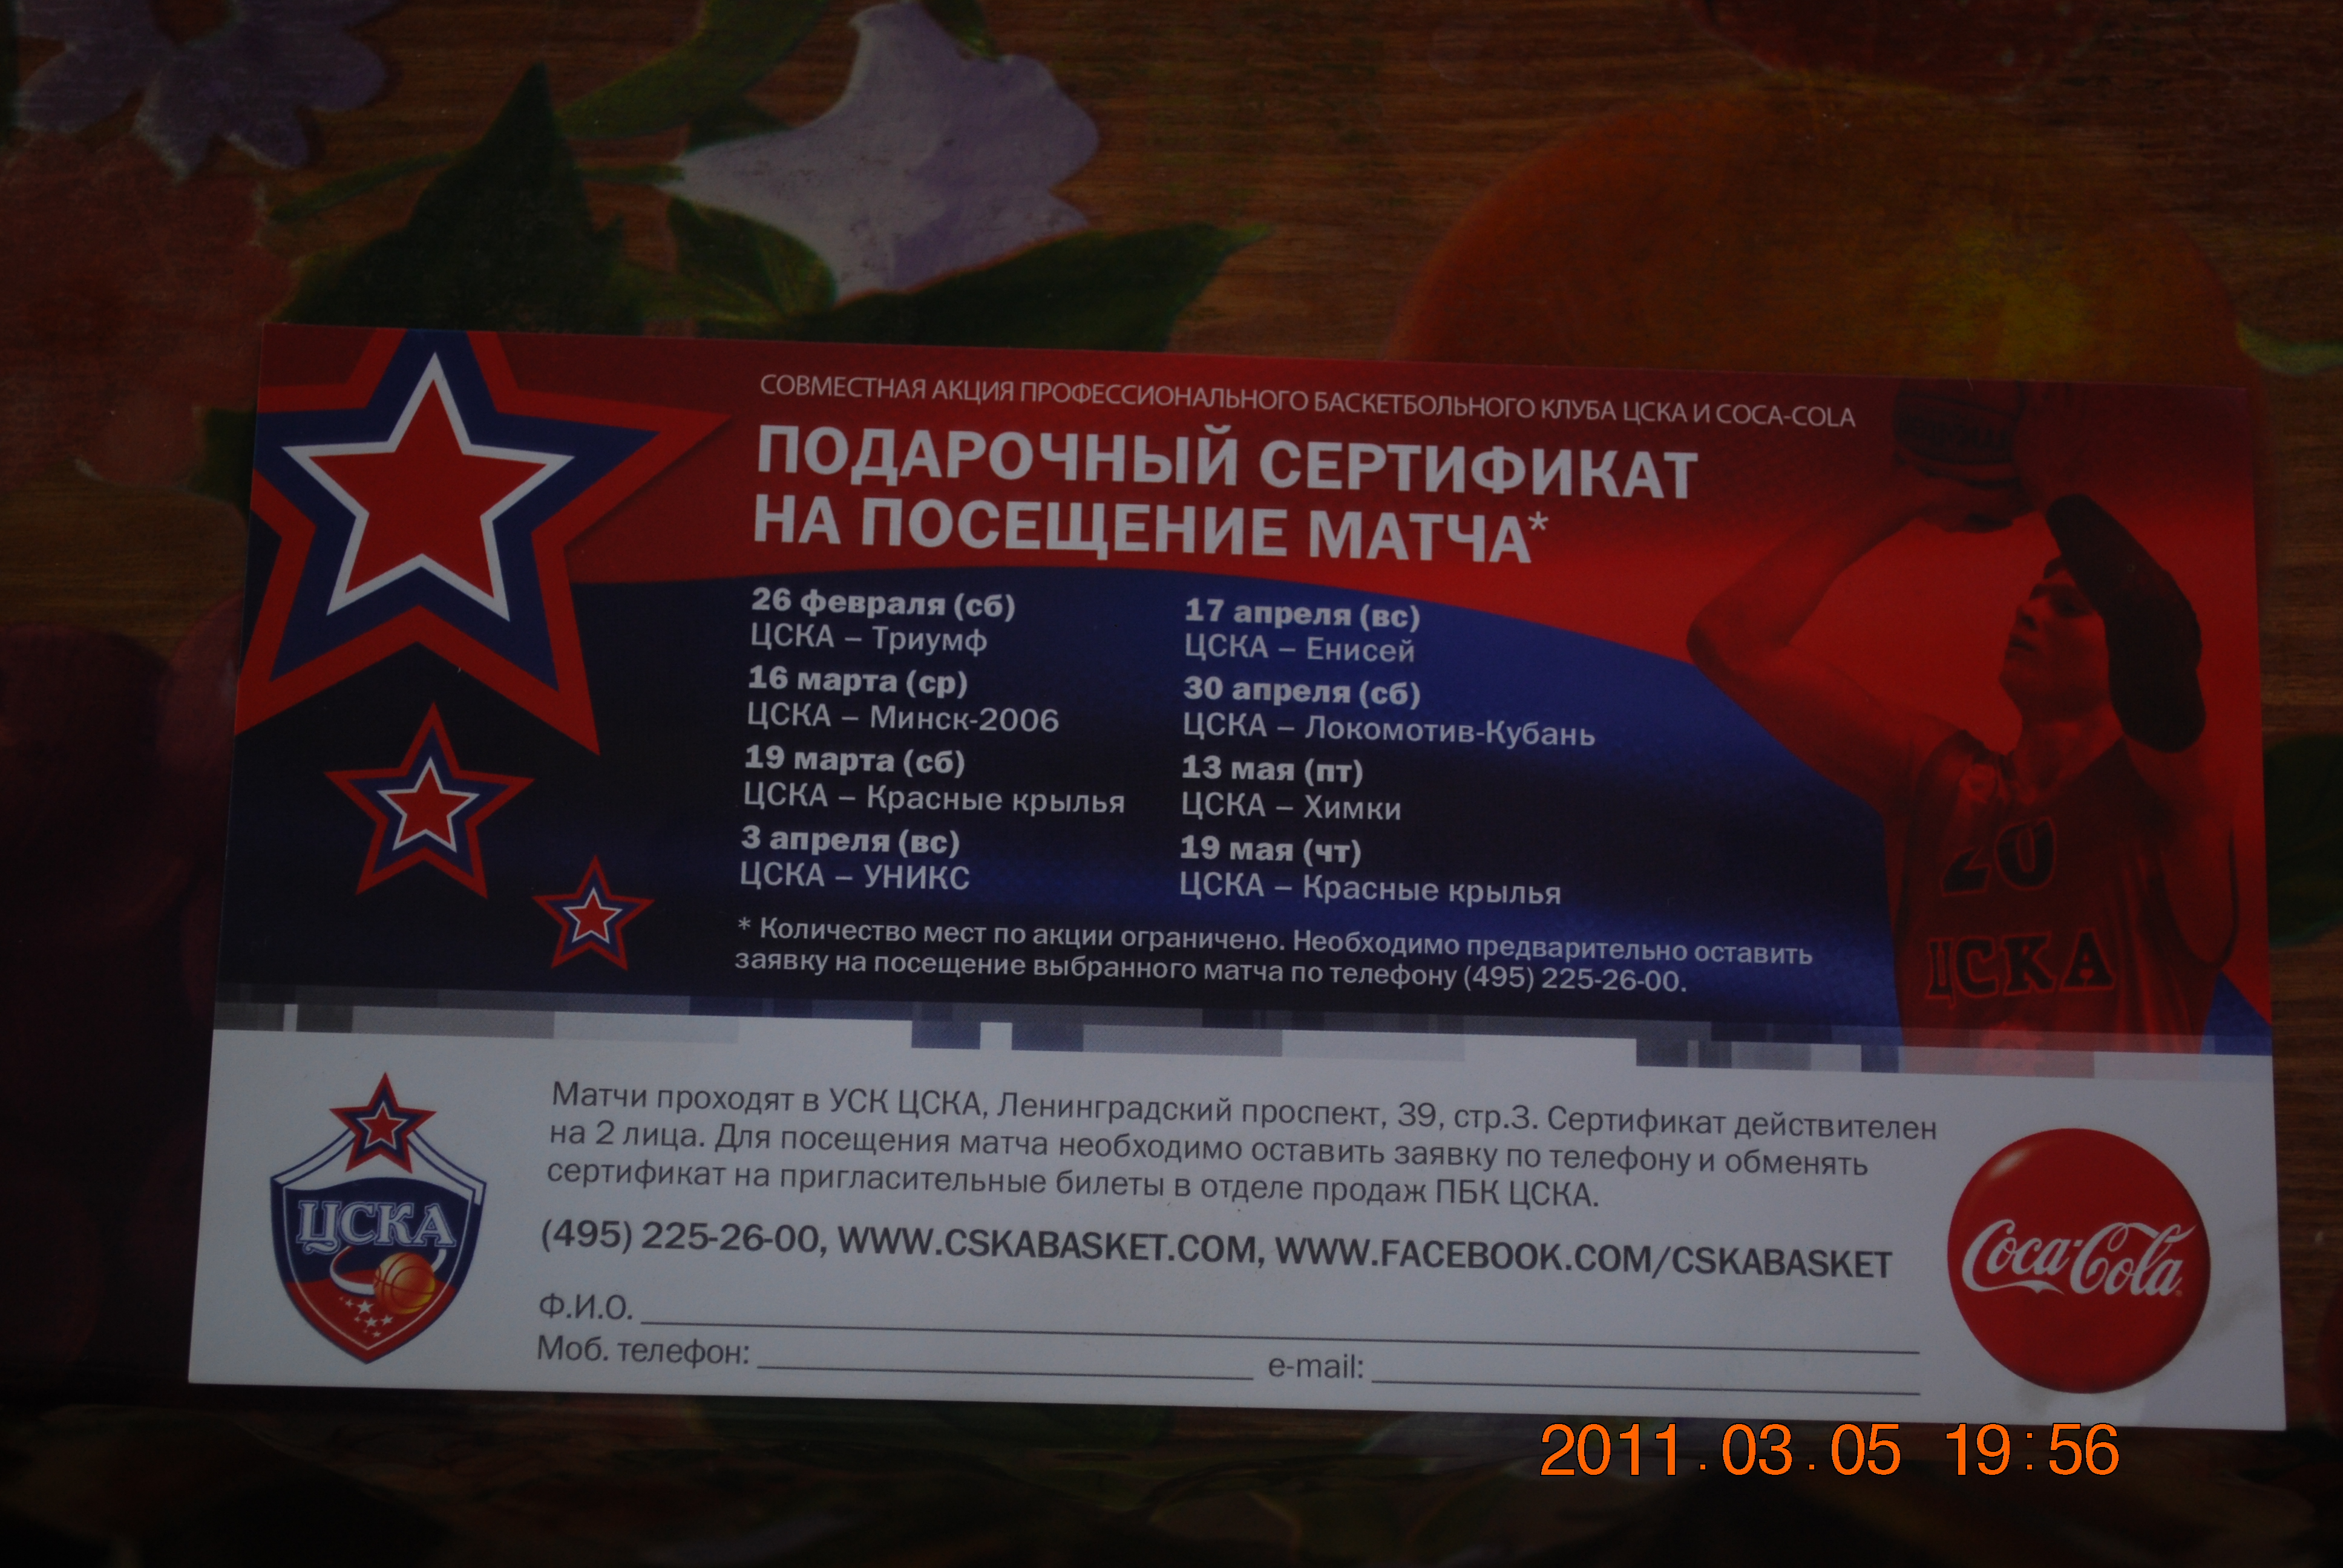 СОВМЕСТНАЯ АКЦИЯ ПРОФЕССИОНАЛЬНОГО БАСКЕТБОЛЬНОГО КЛУБА ЦСКА И COCA-COLA
ПОДАРОЧНЫЙ СЕРТИФИКАТ
НА ПОСЕЩЕНИЕ МАТЧА*
26 февраля (сб)
ЦСКА – Триумф
16 марта (ср)
ЦСКА – Минск-2006
19 марта (сб)
ЦСКА – Красные крылья
3 апреля (вс)
ЦСКА – УНИКС
17 апреля (вс)
ЦСКА – Енисей
30 апреля (сб)
ЦСКА – Локомотив-Кубань
13 мая (пт)
ЦСКА – Химки
19 мая (чт)
ЦСКА – Красные крылья
* Количество мест по акции ограничено. Необходимо предварительно оставить
заявку на посещение выбранного матча по телефону (495) 225-26-00.
20
ЦСКА
Матчи проходят в УСК ЦСКА, Ленинградский проспект, 39, стр.3. Сертификат действителен
на 2 лица. Для посещения матча необходимо оставить заявку по телефону и обменять
сертификат на пригласительные билеты в отделе продаж ПБК ЦСКА.
(495) 225-26-00, WWW.CSKABASKET.COM, WWW.FACEBOOK.COM/CSKABASKET
ЦСКА
Coca-Cola
Ф.И.О.
Моб. телефон: e-mail:
2011.03.05 19:56